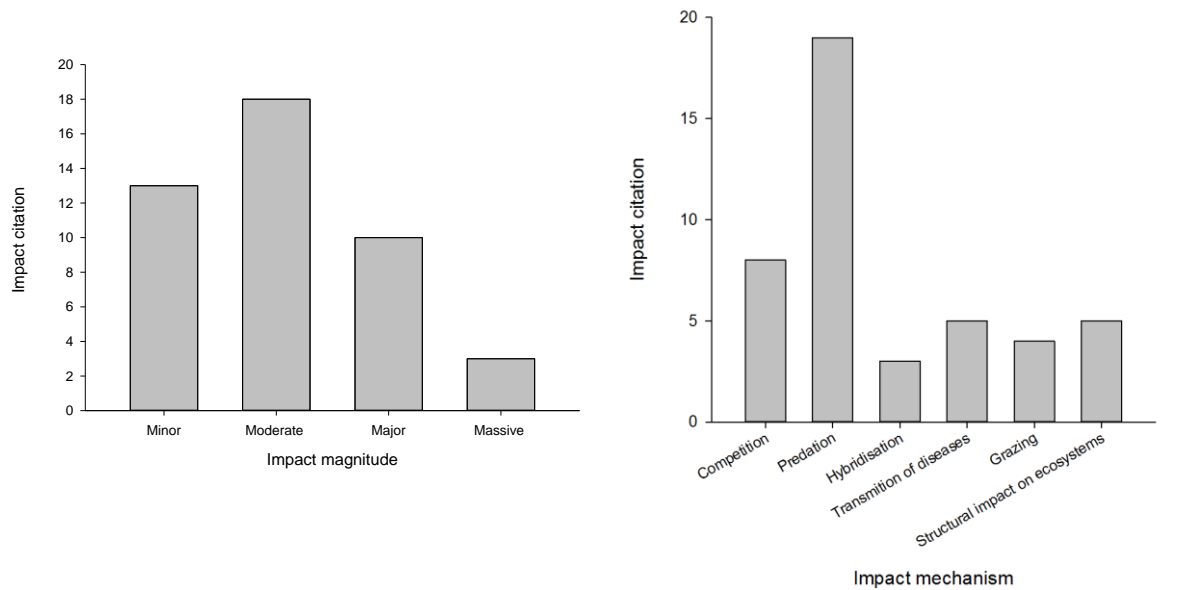 20
18
16
14
12
10
8
6
4
2
0
Impact citation
Minor Moderate Major Massive
Impact magnitude
20
15
10
5
0
Impact citation
Competition
Predation
Hybridisation
Transmition of diseases
Grazing
Structural impact on ecosystems
Impact mechanism